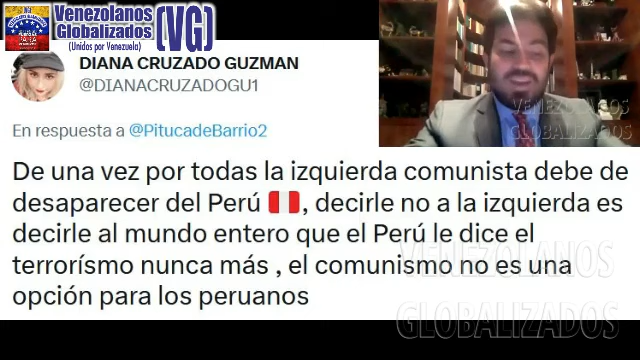 Venezolanos
Globalizados
(Unidos por Venezuela)
(VG)
DIANA CRUZADO GUZMAN
@DIANACRUZADOGU1
En respuesta a @PitucadeBarrio2
De una vez por todas la izquierda comunista debe de
desaparecer del Perú 🇵🇪, decirle no a la izquierda es
decirle al mundo entero que el Perú le dice el
terrorísmo nunca más , el comunismo no es una
opción para los peruanos
VENEZOLANOS
GLOBALIZADOS
VENEZOLANOS
GLOBALIZADOS